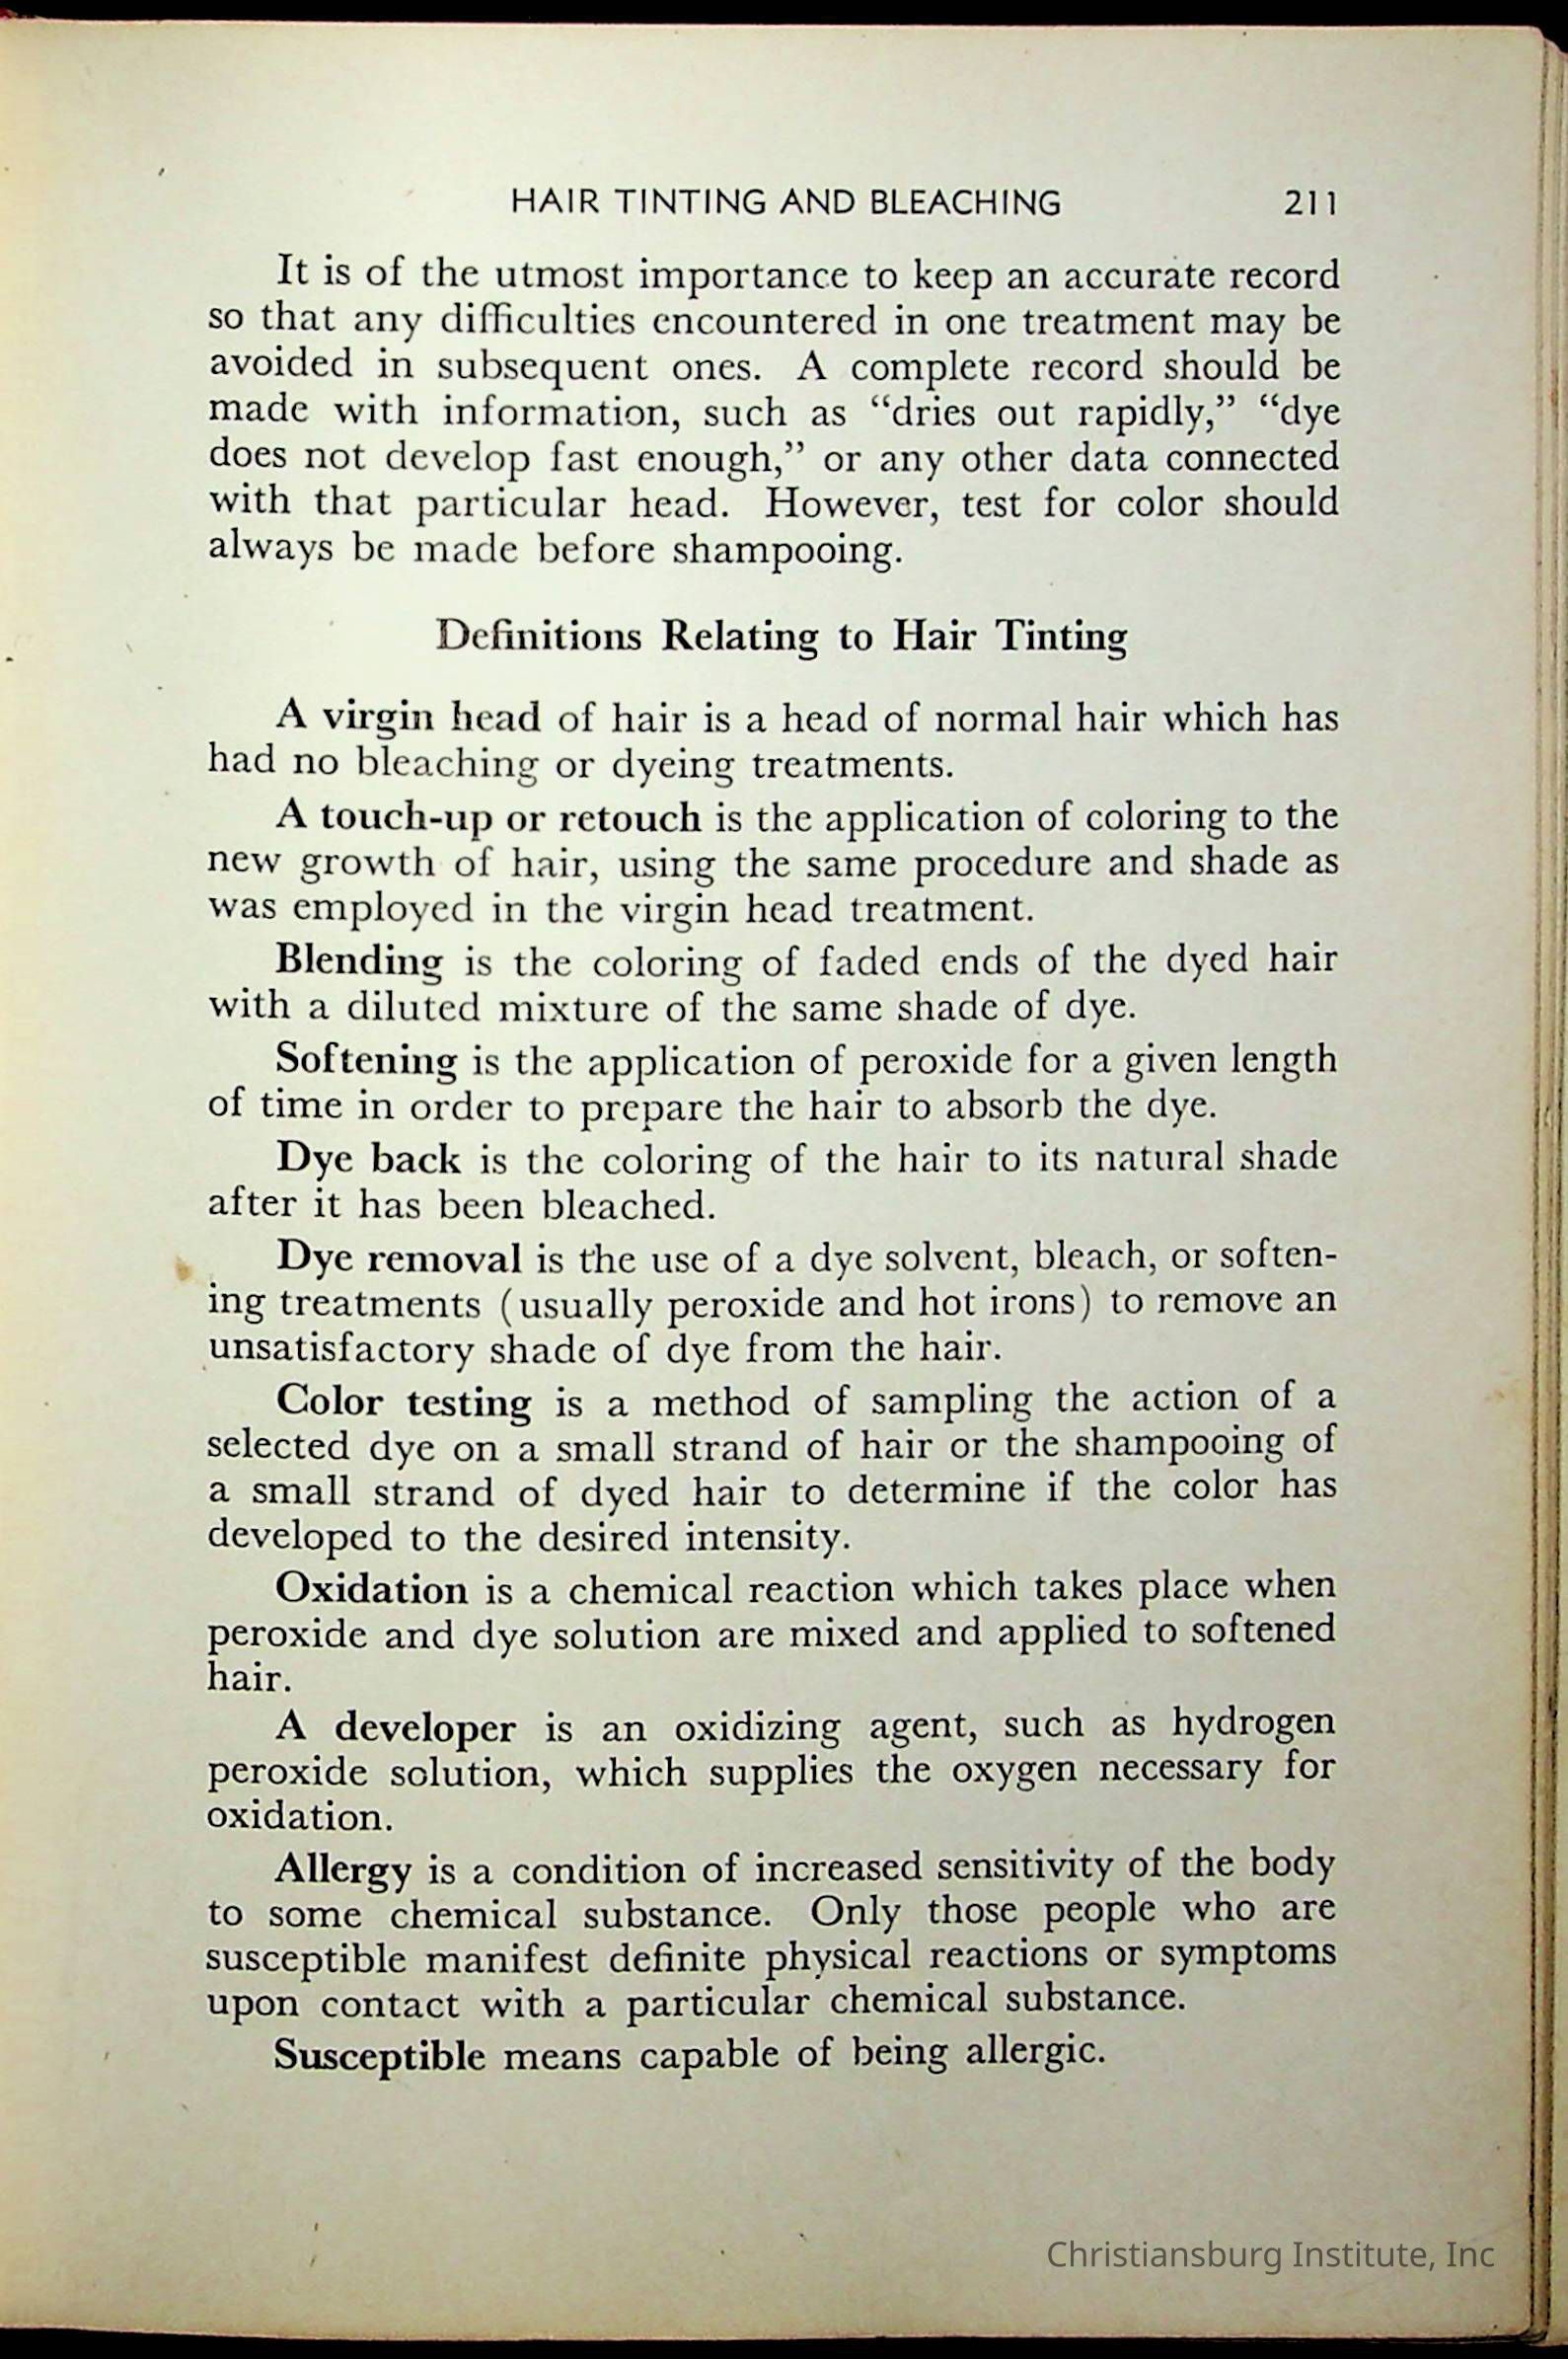 HAIR TINTING AND BLEACHING 211
It is of the utmost importance to keep an accurate record
so that any difficulties encountered in one treatment may be
avoided in subsequent ones. A complete record should be
made with information, such as “dries out rapidly,” “dye
does not develop fast enough,” or any other data connected
with that particular head. However, test for color should
always be made before shampooing.
Definitions Relating to Hair Tinting
A virgin head of hair is a head of normal hair which has
had no bleaching or dyeing treatments.
A touch-up or retouch is the application of coloring to the
new growth of hair, using the same procedure and shade as
was employed in the virgin head treatment.
Blending is the coloring of faded ends of the dyed hair
with a diluted mixture of the same shade of dye.
Softening is the application of peroxide for a given length
of time in order to prepare the hair to absorb the dye.
Dye back is the coloring of the hair to its natural shade
after it has been bleached.
Dye removal is the use of a dye solvent, bleach, or soften-
ing treatments (usually peroxide and hot irons) to remove an
unsatisfactory shade of dye from the hair.
Color testing is a method of sampling the action of a
selected dye on a small strand of hair or the shampooing of
a small strand of dyed hair to determine if the color has
developed to the desired intensity.
Oxidation is a chemical reaction which takes place when
peroxide and dye solution are mixed and applied to softened
hair.
A developer is an oxidizing agent, such as hydrogen
peroxide solution, which supplies the oxygen necessary for
oxidation.
Allergy is a condition of increased sensitivity of the body
to some chemical substance. Only those people who are
susceptible manifest definite physical reactions or symptoms
upon contact with a particular chemical substance.
Susceptible means capable of being allergic.
Christiansburg Institute, Inc